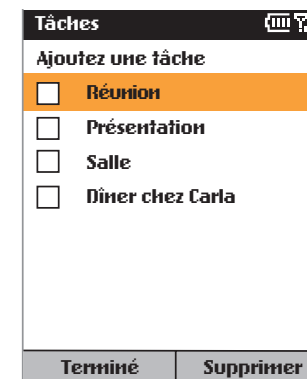 Tâches
Ajoutez une tâche
Réunion
Présentation
Salle
Dîner chez Carla
Terminé Supprimer